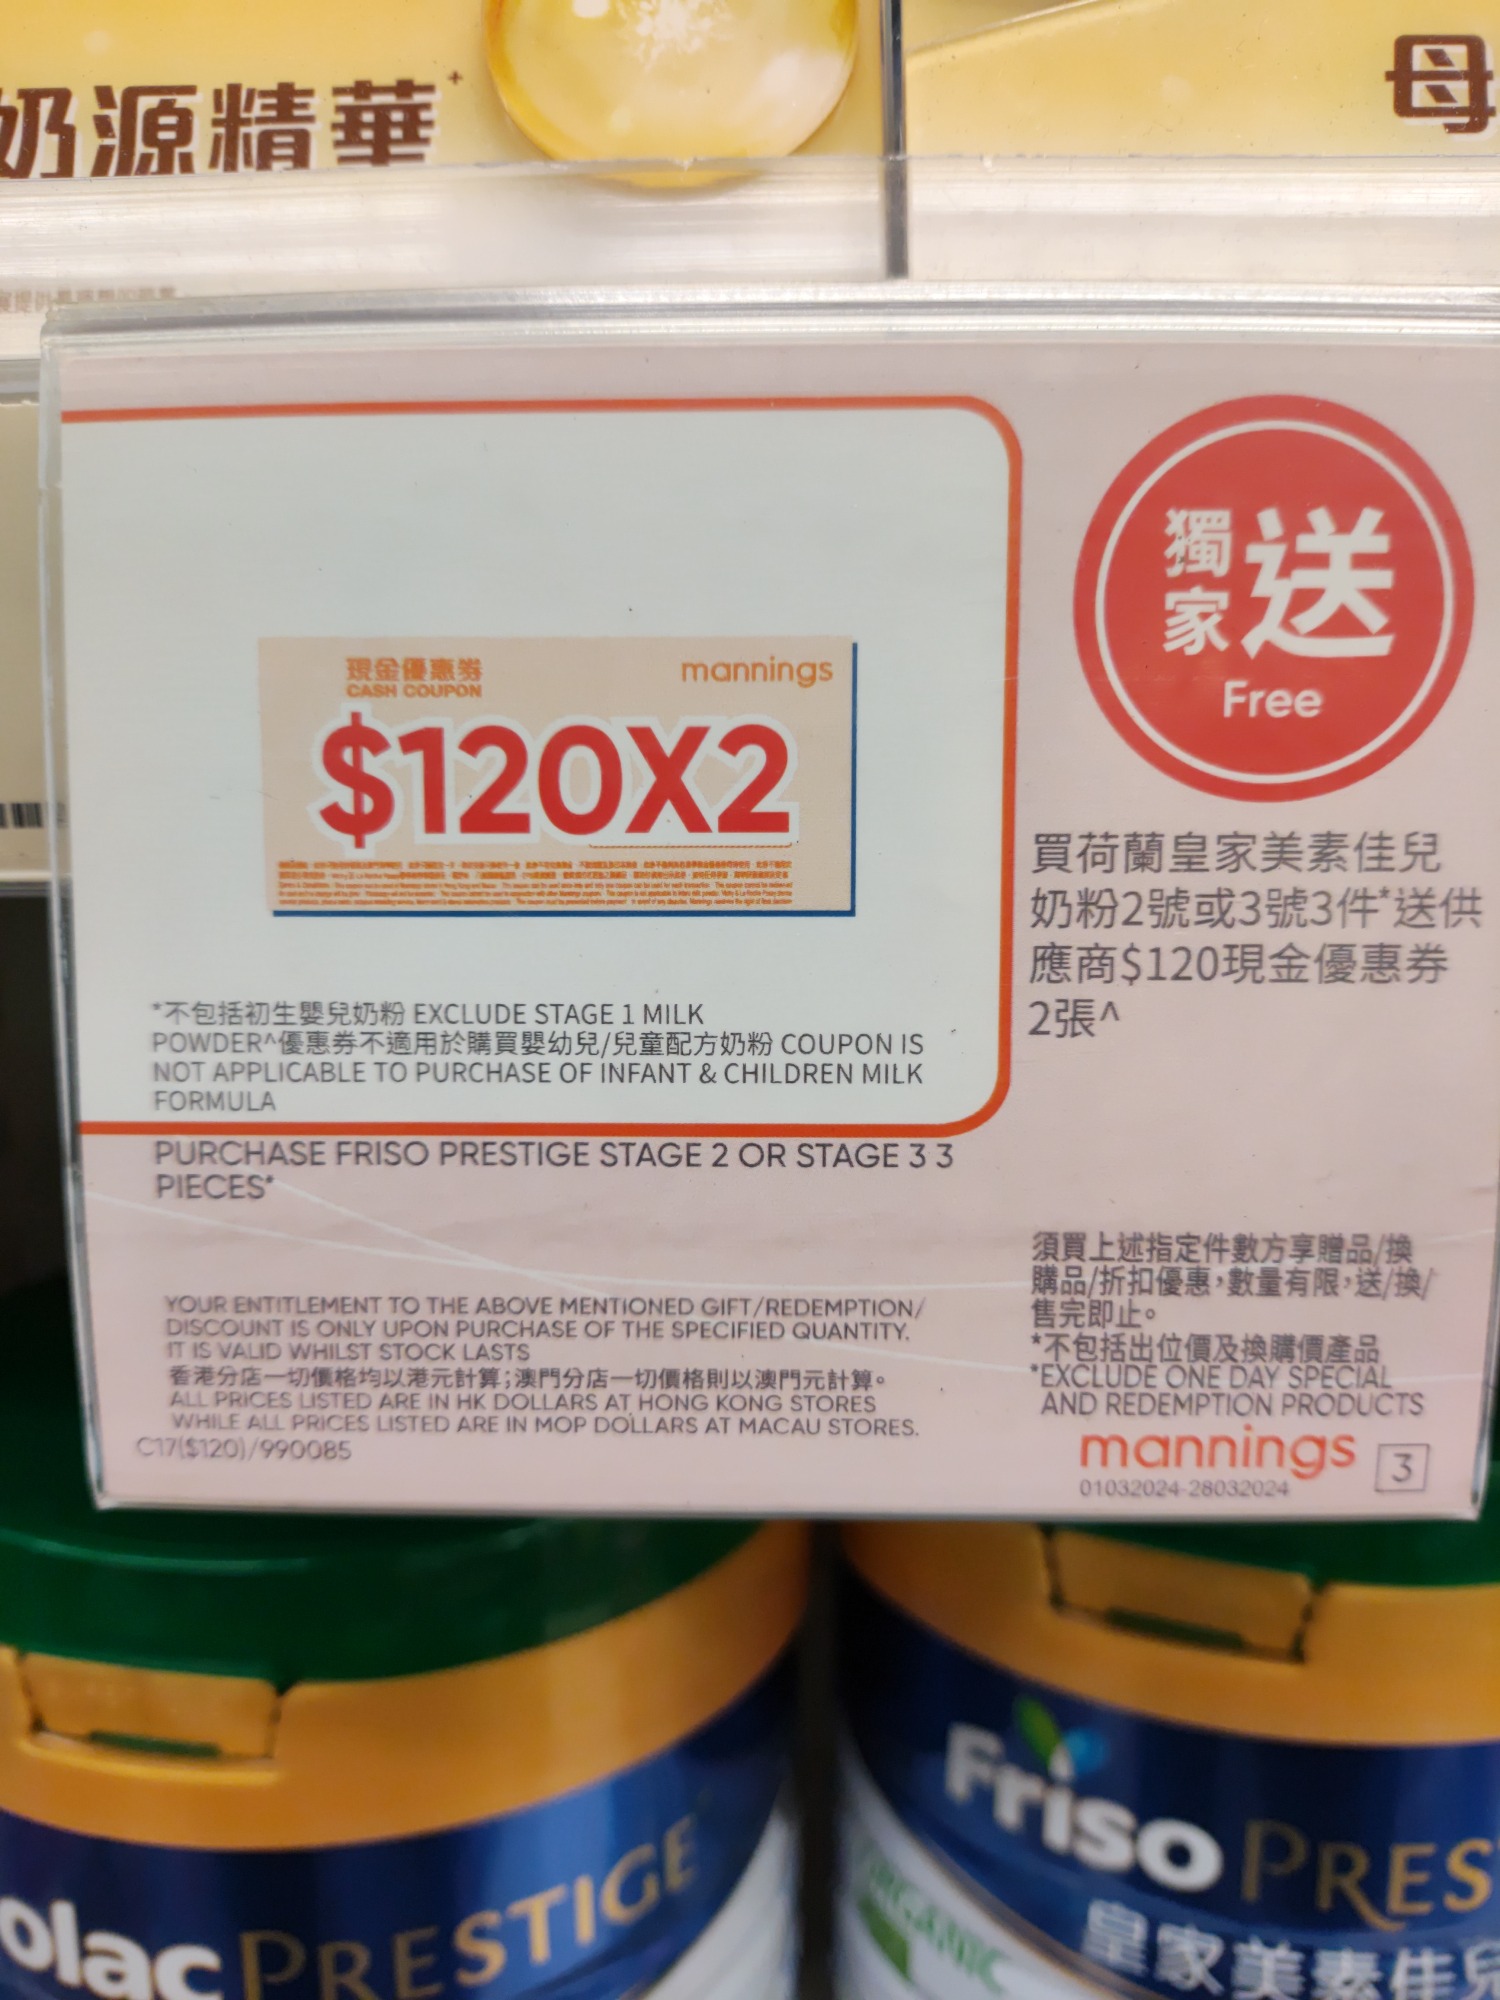 奶源精華+
母
獨家送
Free
現金優惠券
CASH COUPON
mannings
$120X2
*不包括初生嬰兒奶粉 EXCLUDE STAGE 1 MILK
POWDER^優惠券不適用於購買嬰幼兒/兒童配方奶粉 COUPON IS
NOT APPLICABLE TO PURCHASE OF INFANT & CHILDREN MILK
FORMULA
買荷蘭皇家美素佳兒
奶粉2號或3號3件*送供
應商$120現金優惠券
2張^
PURCHASE FRISO PRESTIGE STAGE 2 OR STAGE 3 3
PIECES*
YOUR ENTITLEMENT TO THE ABOVE MENTIONED GIFT/REDEMPTION/
DISCOUNT IS ONLY UPON PURCHASE OF THE SPECIFIED QUANTITY.
IT IS VALID WHILST STOCK LASTS
香港分店一切價格均以港元計算;澳門分店一切價格則以澳門元計算。
ALL PRICES LISTED ARE IN HK DOLLARS AT HONG KONG STORES
WHILE ALL PRICES LISTED ARE IN MOP DOLLARS AT MACAU STORES.
C17($120)/990085
須買上述指定件數方享贈品/換
購品/折扣優惠，數量有限，送/換/
售完即止。
*不包括出位價及換購價產品
*EXCLUDE ONE DAY SPECIAL
AND REDEMPTION PRODUCTS
mannings 3
01032024-28032024
olac PRESTIGE
Friso PRES
ORGANIC
皇家美素佳兒